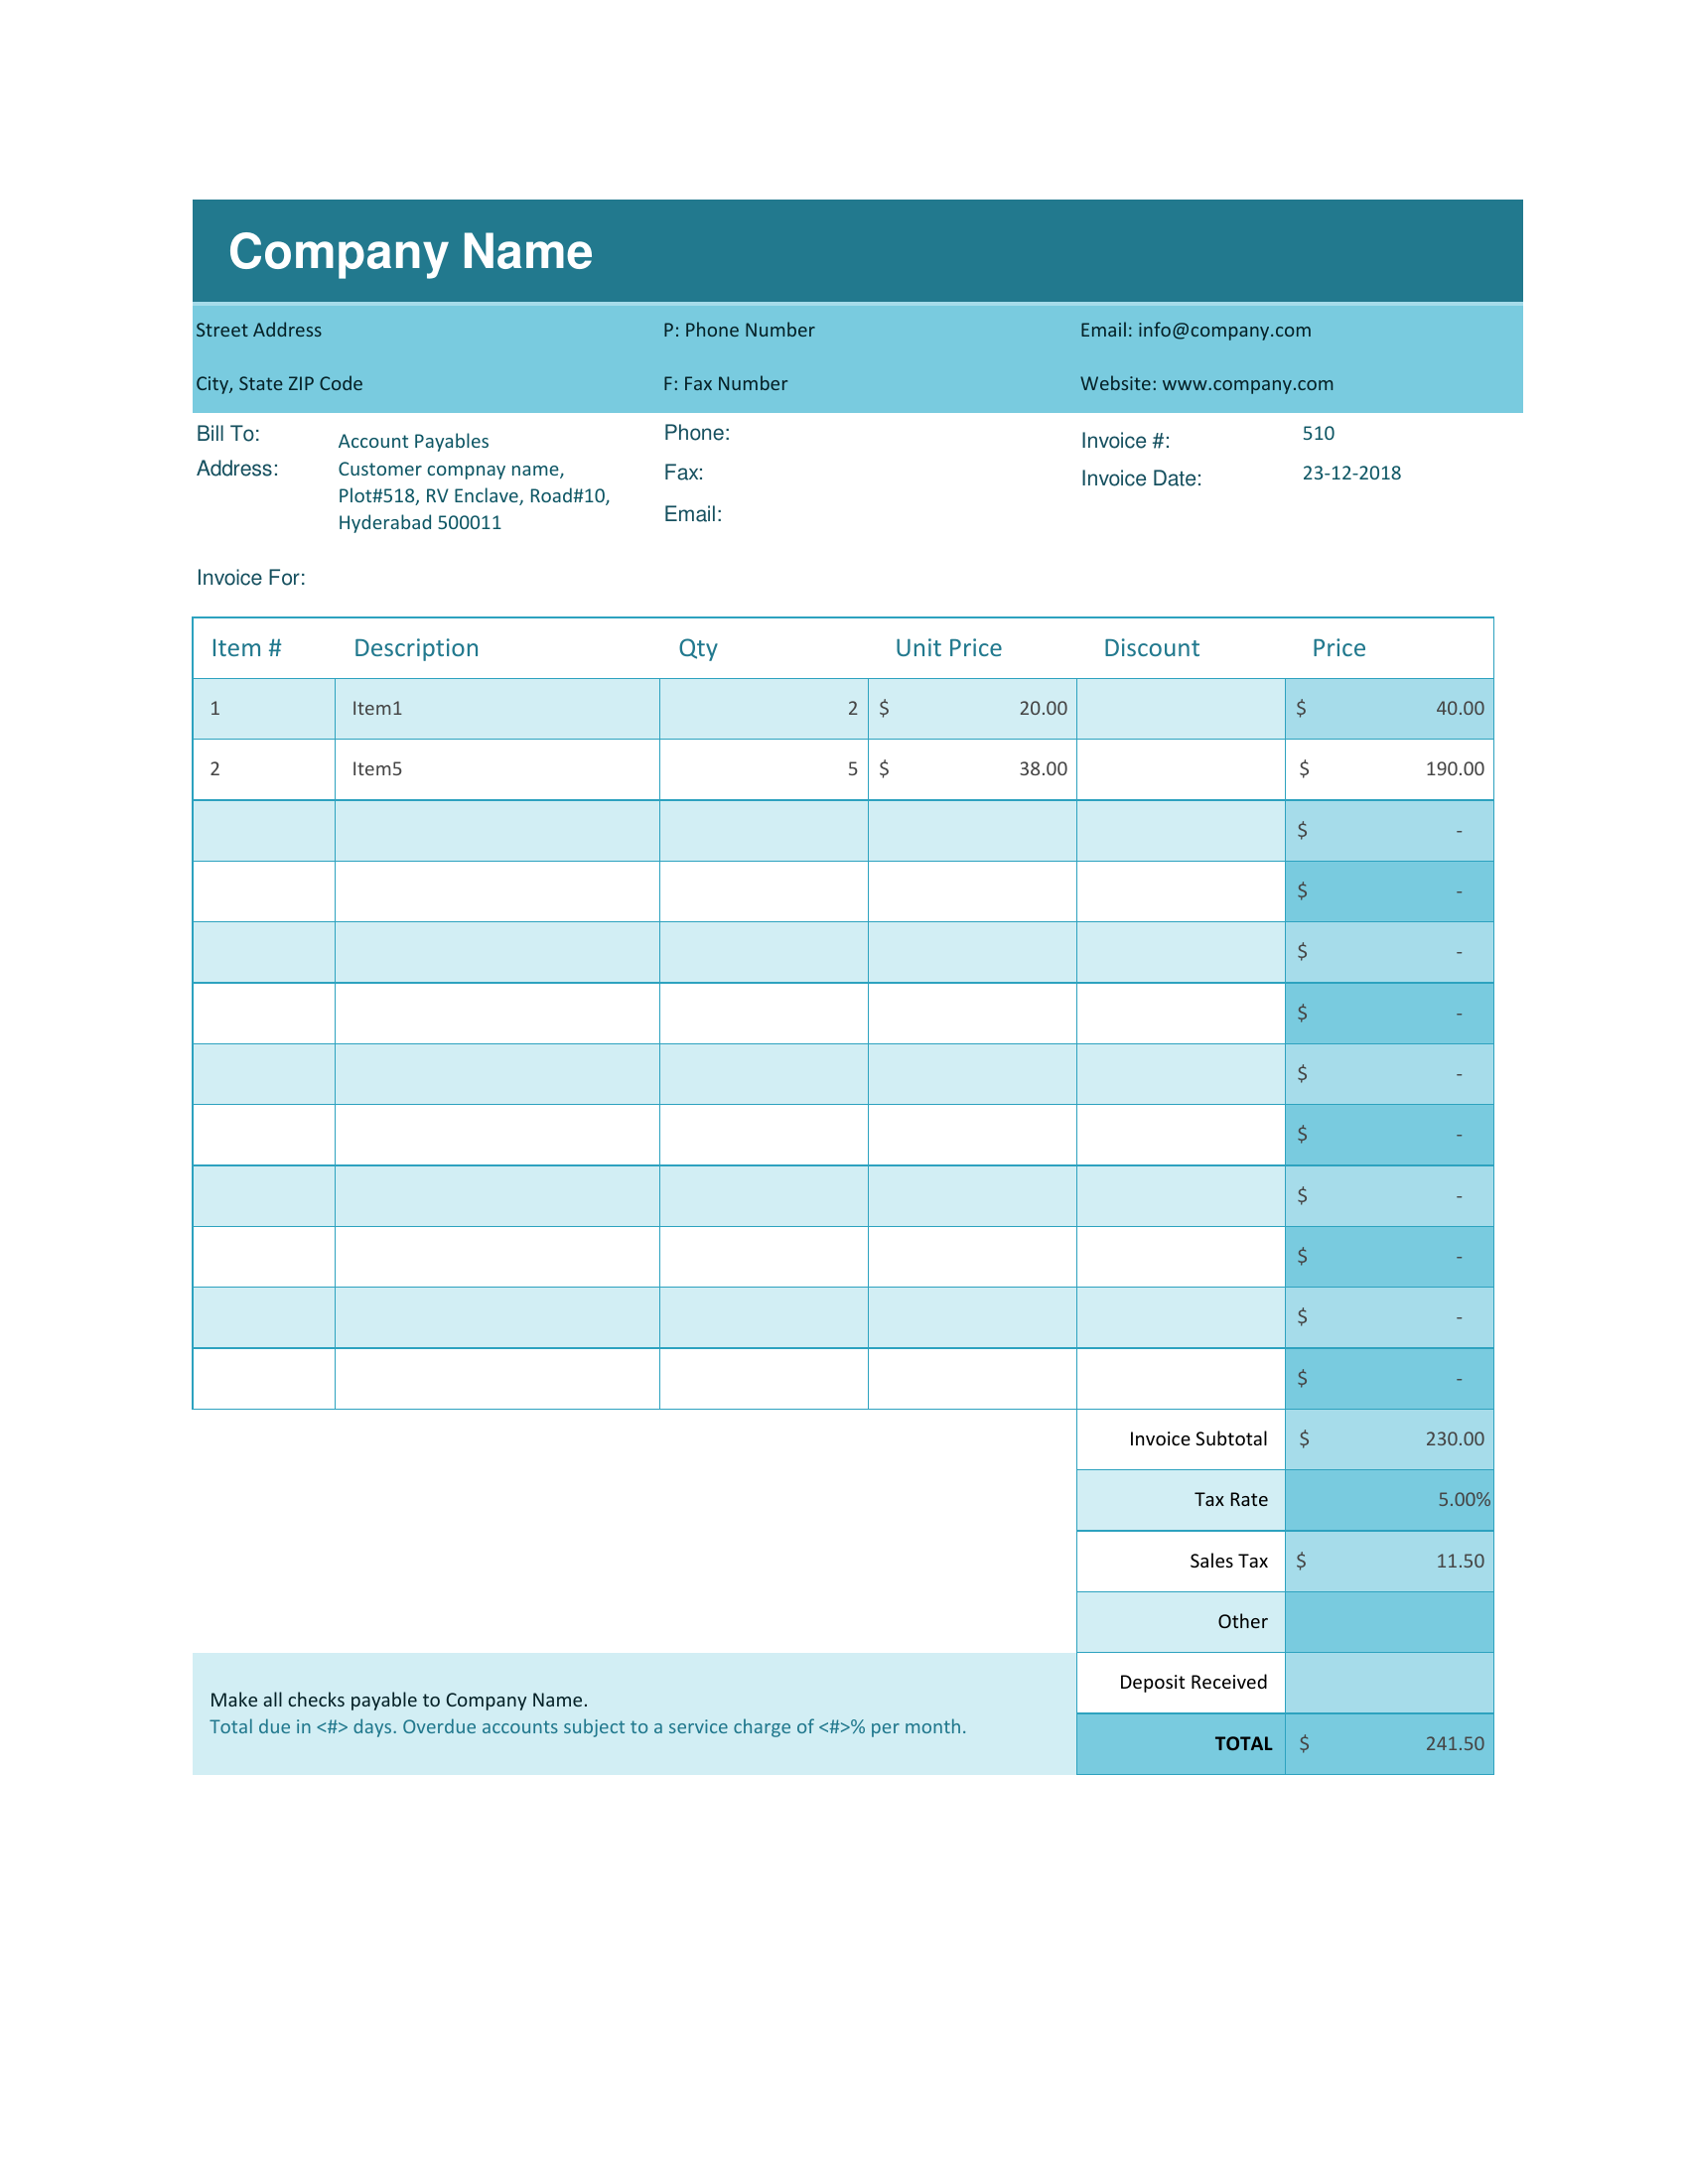 Company Name
Street Address P: Phone Number Email: info@company.com
City, State ZIP Code F: Fax Number Website: www.company.com
Bill To: Account Payables Phone: Invoice #: 510
Address: Customer compnay name, Fax: Invoice Date: 23-12-2018
Plot#518, RV Enclave, Road#10,
Hyderabad 500011 Email:
Invoice For:
Item # Description Qty Unit Price Discount Price
1 Item1 2 $ 20.00 $ 40.00
2 Item5 5 $ 38.00 $ 190.00
$ -
$ -
$ -
$ -
$ -
$ -
$ -
$ -
$ -
$ -
Invoice Subtotal $ 230.00
Tax Rate 5.00%
Sales Tax $ 11.50
Other
Deposit Received
Make all checks payable to Company Name.
Total due in <#> days. Overdue accounts subject to a service charge of <#>% per month.
TOTAL $ 241.50